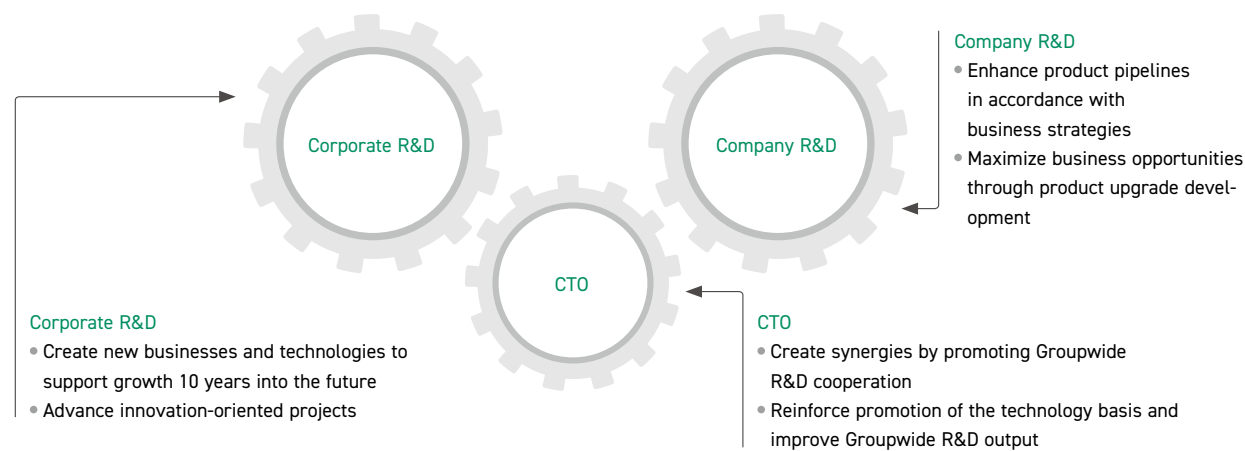 Corporate R&D
Company R&D
CTO
Company R&D
• Enhance product pipelines
in accordance with
business strategies
• Maximize business opportunities
through product upgrade devel-
opment
Corporate R&D
• Create new businesses and technologies to
support growth 10 years into the future
• Advance innovation-oriented projects
CTO
• Create synergies by promoting Groupwide
R&D cooperation
• Reinforce promotion of the technology basis and
improve Groupwide R&D output